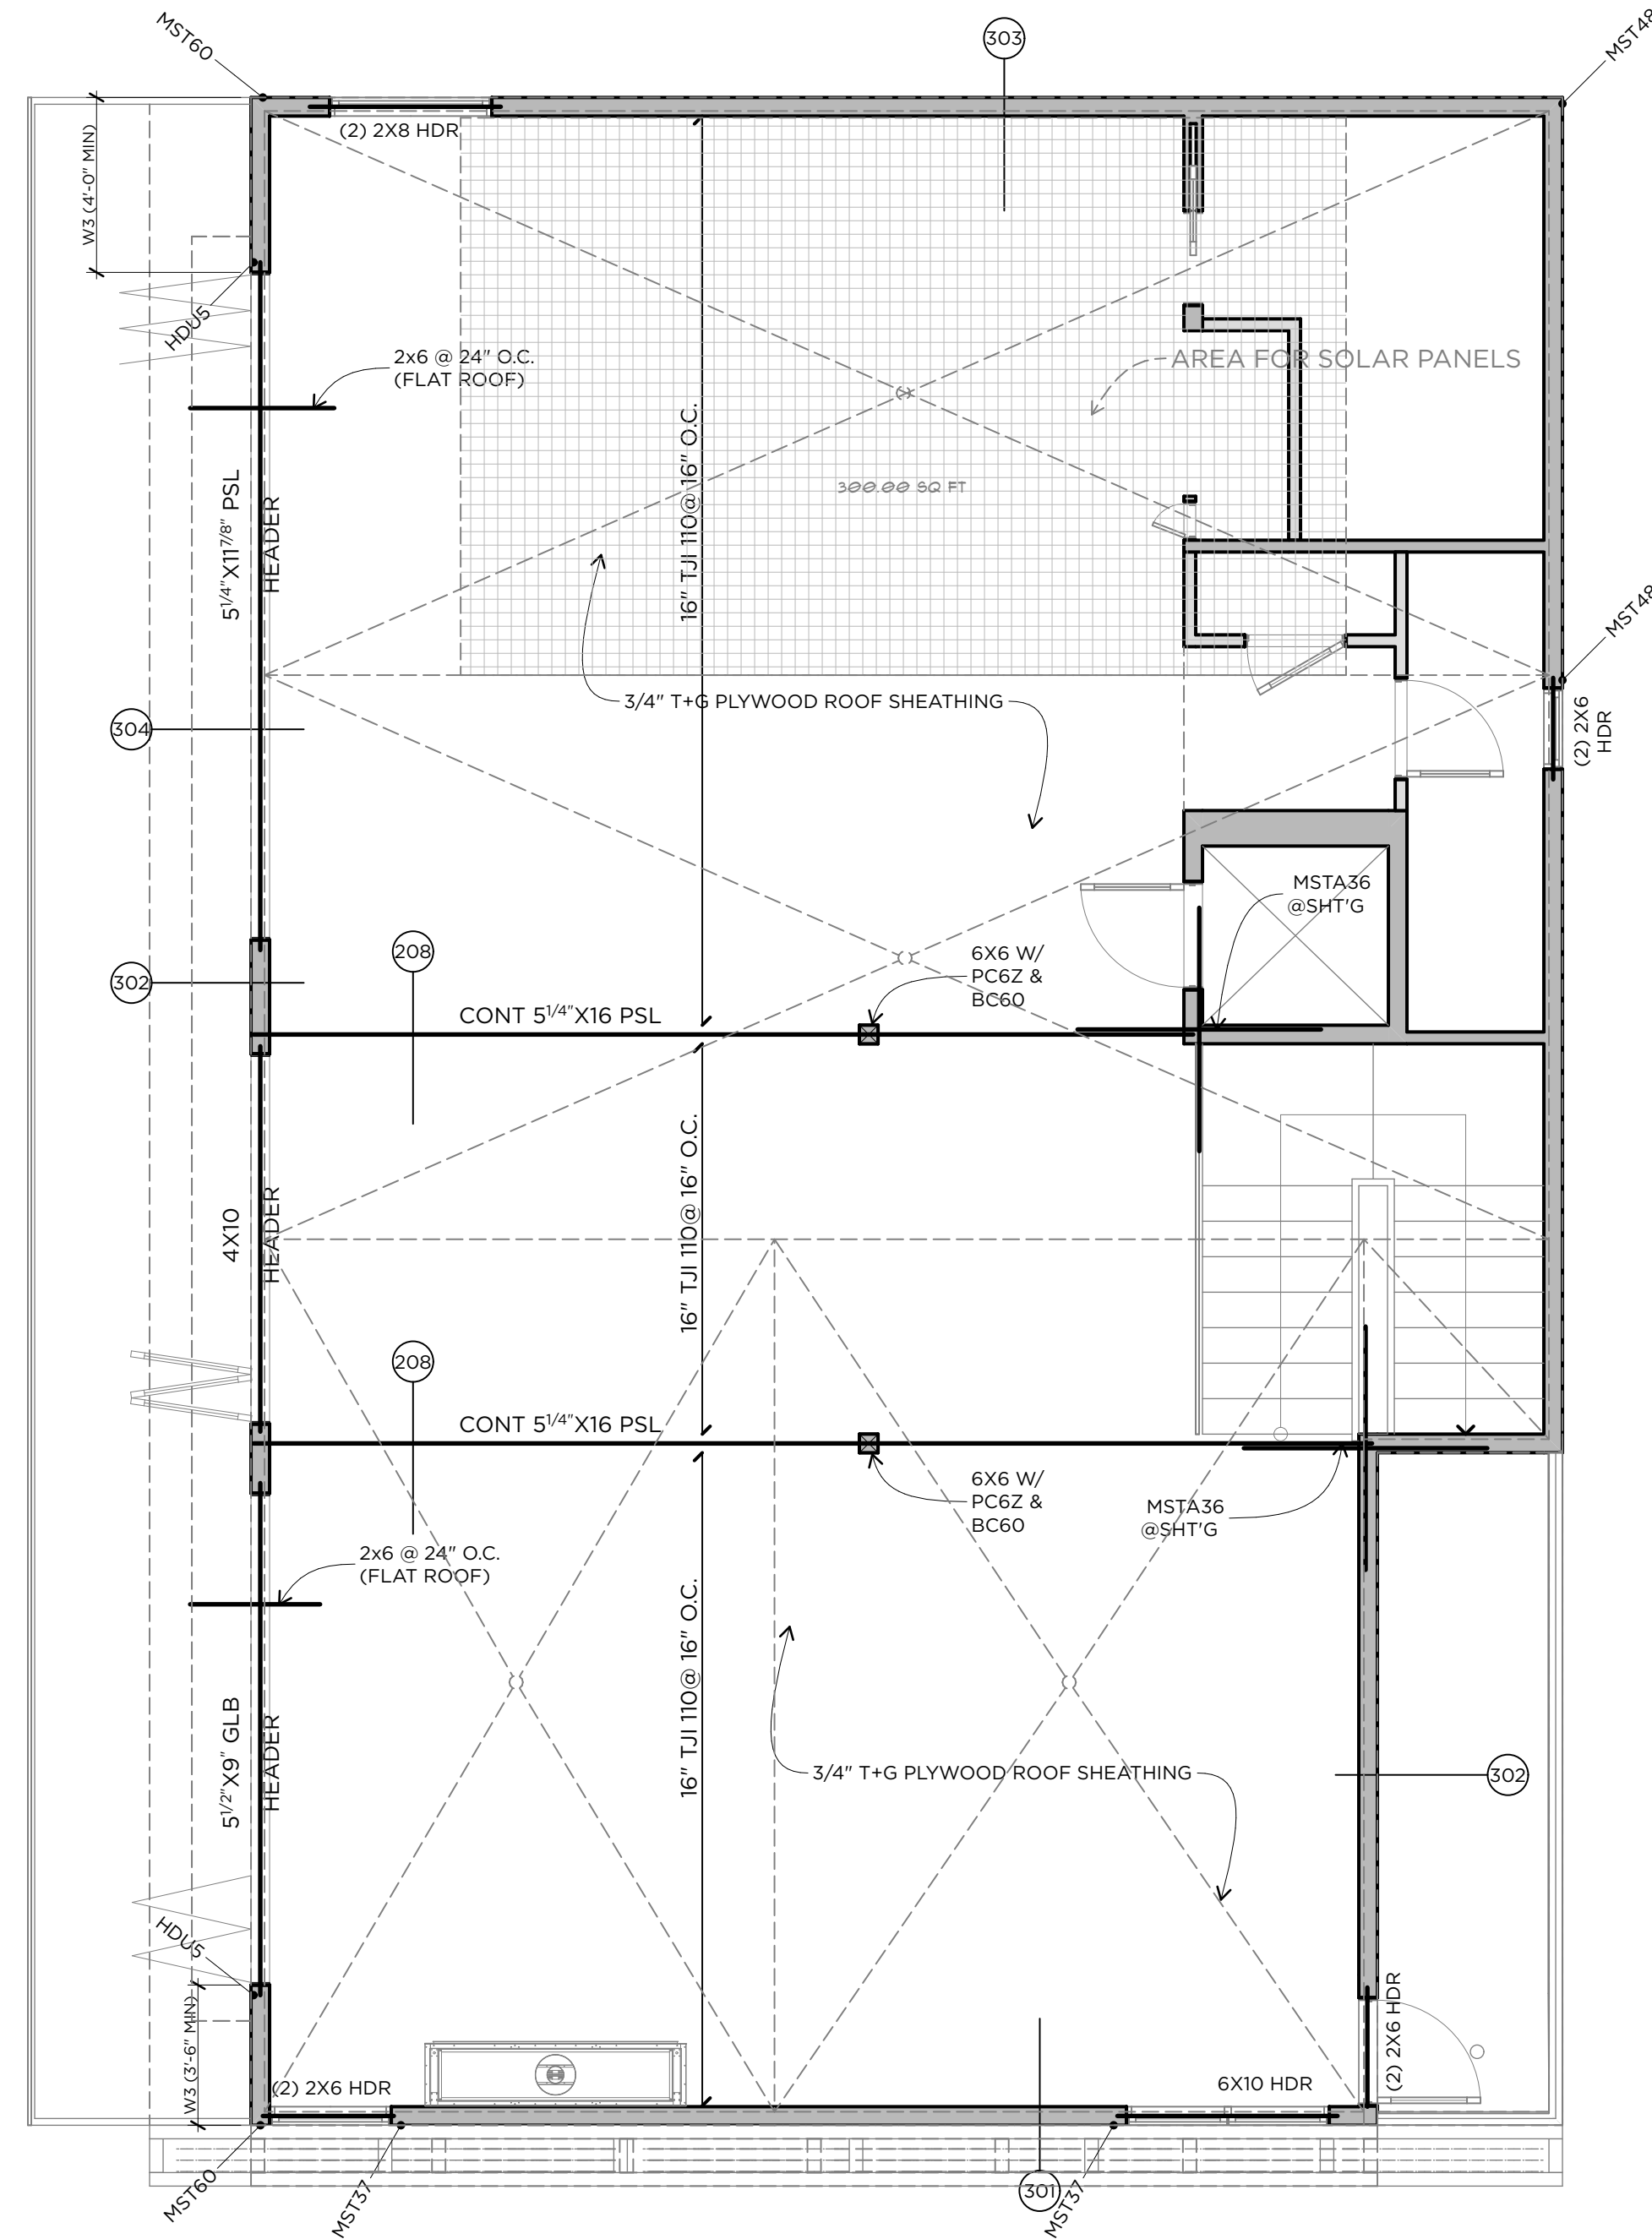 MST60
303
MST48
(2) 2X8 HDR
W3 (4'-0" MIN)
HDU5
2x6 @ 24" O.C.
(FLAT ROOF)
AREA FOR SOLAR PANELS
300.00 SQ FT
16" TJI 110@ 16" O.C.
5 1/4"X11 7/8" PSL
HEADER
MST48
3/4" T+G PLYWOOD ROOF SHEATHING
304
(2) 2X6
HDR
MSTA36
@SHT'G
208
302
6X6 W/
PC6Z &
BC60
CONT 5 1/4"X16 PSL
16" TJI 110@ 16" O.C.
4X10
HEADER
208
CONT 5 1/4"X16 PSL
6X6 W/
PC6Z &
BC60
MSTA36
@SHT'G
2x6 @ 24" O.C.
(FLAT ROOF)
16" TJI 110@ 16" O.C.
5 1/2"X9" GLB
HEADER
3/4" T+G PLYWOOD ROOF SHEATHING
302
HDU5
W3 (3'-6" MIN)
(2) 2X6 HDR
(2) 2X6 HDR
6X10 HDR
MST60
MST37
301
MST37